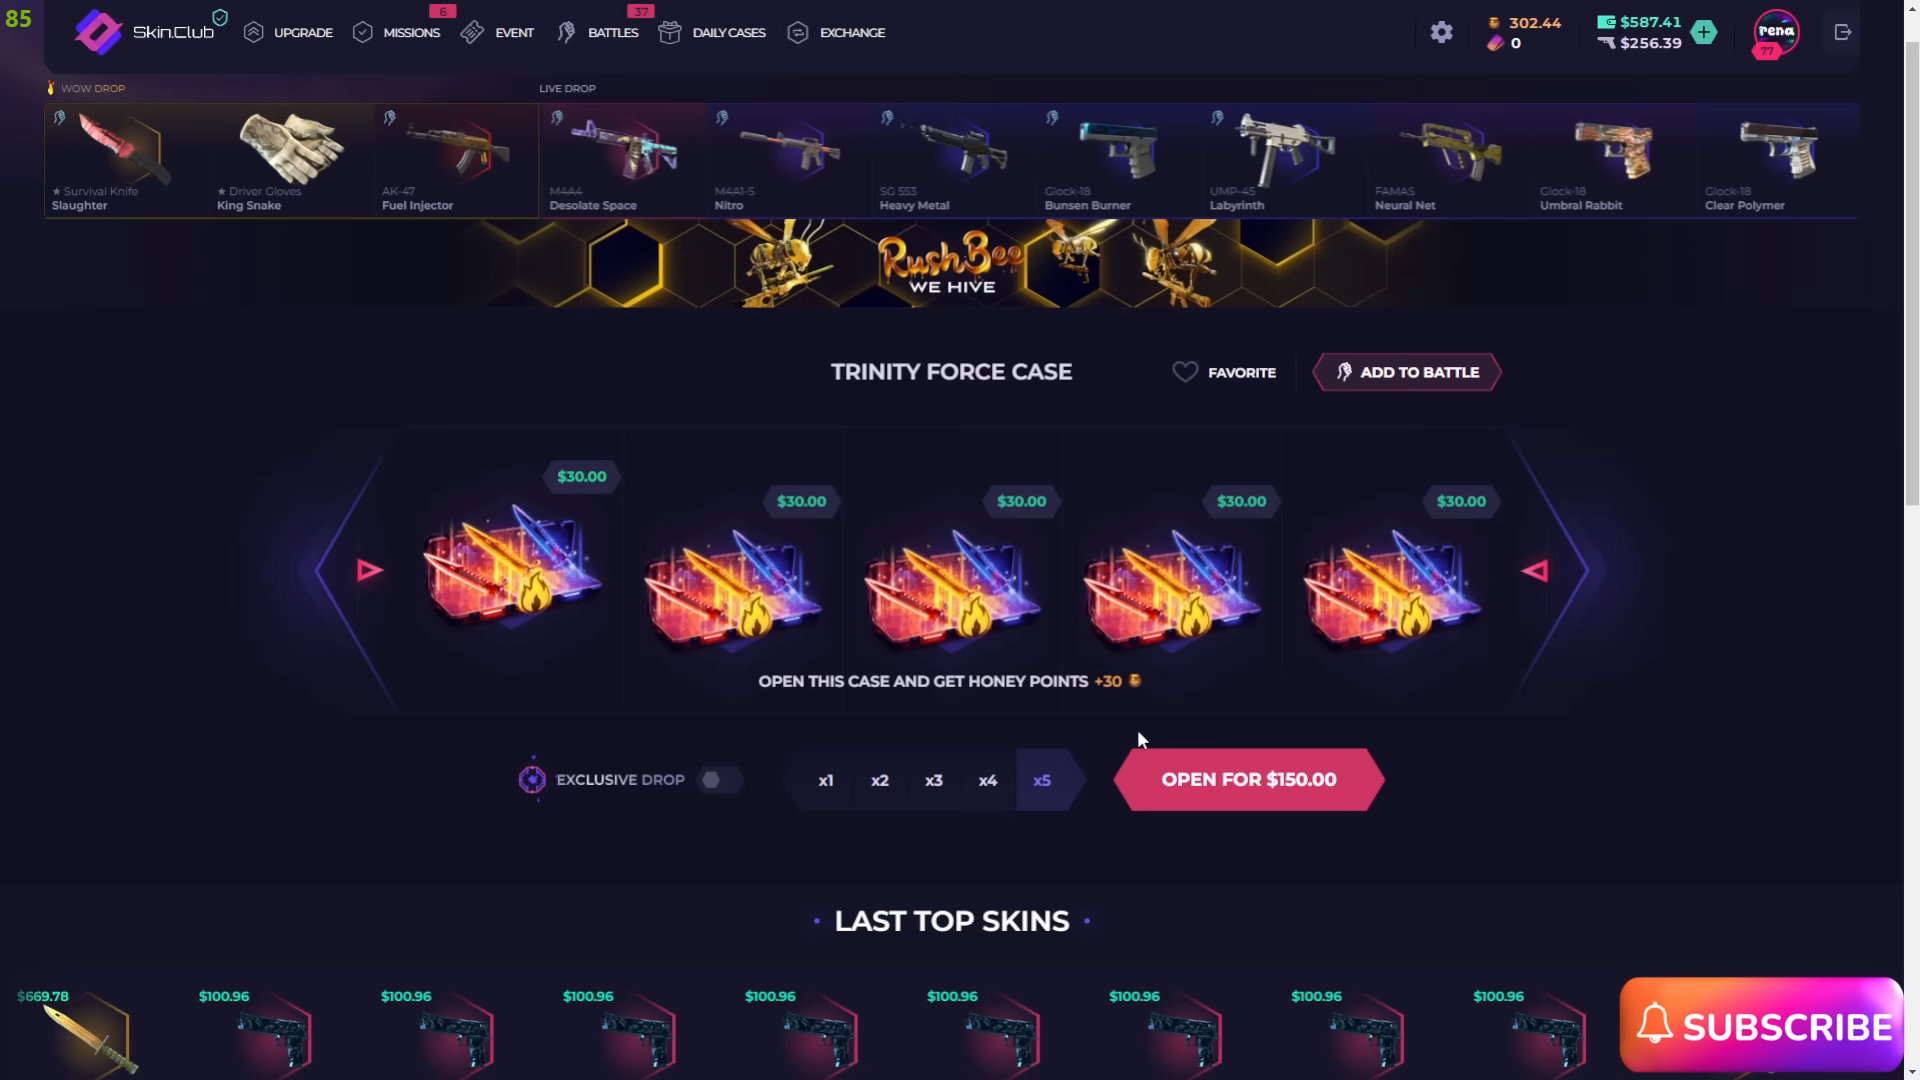 85
Skin.Club
UPGRADE
MISSIONS
6
EVENT
BATTLES
37
DAILY CASES
EXCHANGE
302.44
0
$587.41
$256.39
rena
77
WOW DROP
LIVE DROP
★ Survival Knife
Slaughter
★ Driver Gloves
King Snake
AK-47
Fuel Injector
M4A4
Desolate Space
M4A1-S
Nitro
SG 553
Heavy Metal
Glock-18
Bunsen Burner
UMP-45
Labyrinth
FAMAS
Neural Net
Glock-18
Umbral Rabbit
Glock-18
Clear Polymer
RushBee
WE HIVE
TRINITY FORCE CASE
FAVORITE
ADD TO BATTLE
$30.00
$30.00
$30.00
$30.00
$30.00
OPEN THIS CASE AND GET HONEY POINTS +30
EXCLUSIVE DROP
x1
x2
x3
x4
x5
OPEN FOR $150.00
• LAST TOP SKINS •
$669.78
$100.96
$100.96
$100.96
$100.96
$100.96
$100.96
$100.96
$100.96
SUBSCRIBE